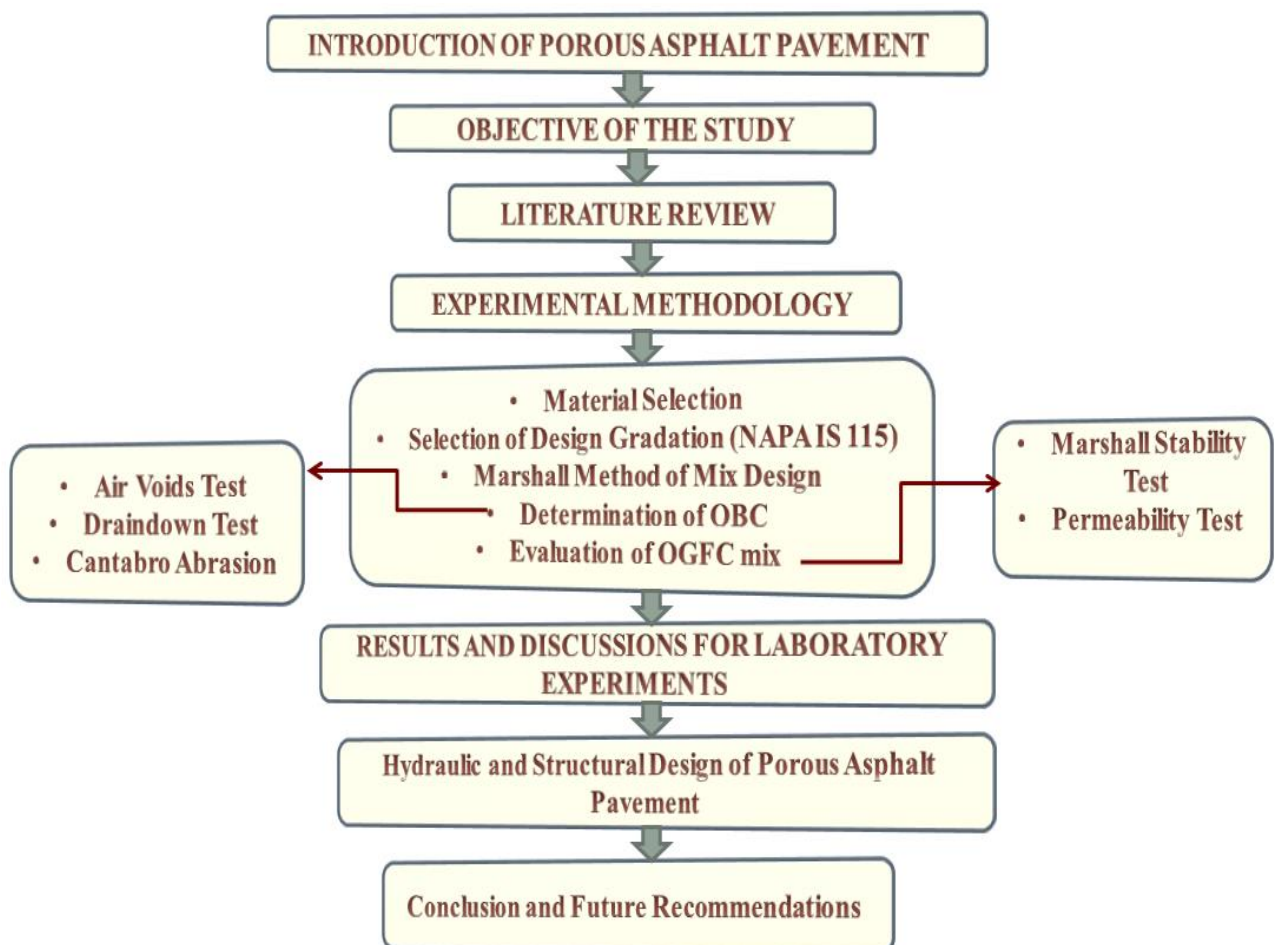 INTRODUCTION OF POROUS ASPHALT PAVEMENT
OBJECTIVE OF THE STUDY
LITERATURE REVIEW
EXPERIMENTAL METHODOLOGY
• Material Selection
• Selection of Design Gradation (NAPA IS 115)
• Marshall Method of Mix Design
• Determination of OBC
• Evaluation of OGFC mix
• Air Voids Test
• Draindown Test
• Cantabro Abrasion
• Marshall Stability
Test
• Permeability Test
RESULTS AND DISCUSSIONS FOR LABORATORY
EXPERIMENTS
Hydraulic and Structural Design of Porous Asphalt
Pavement
Conclusion and Future Recommendations